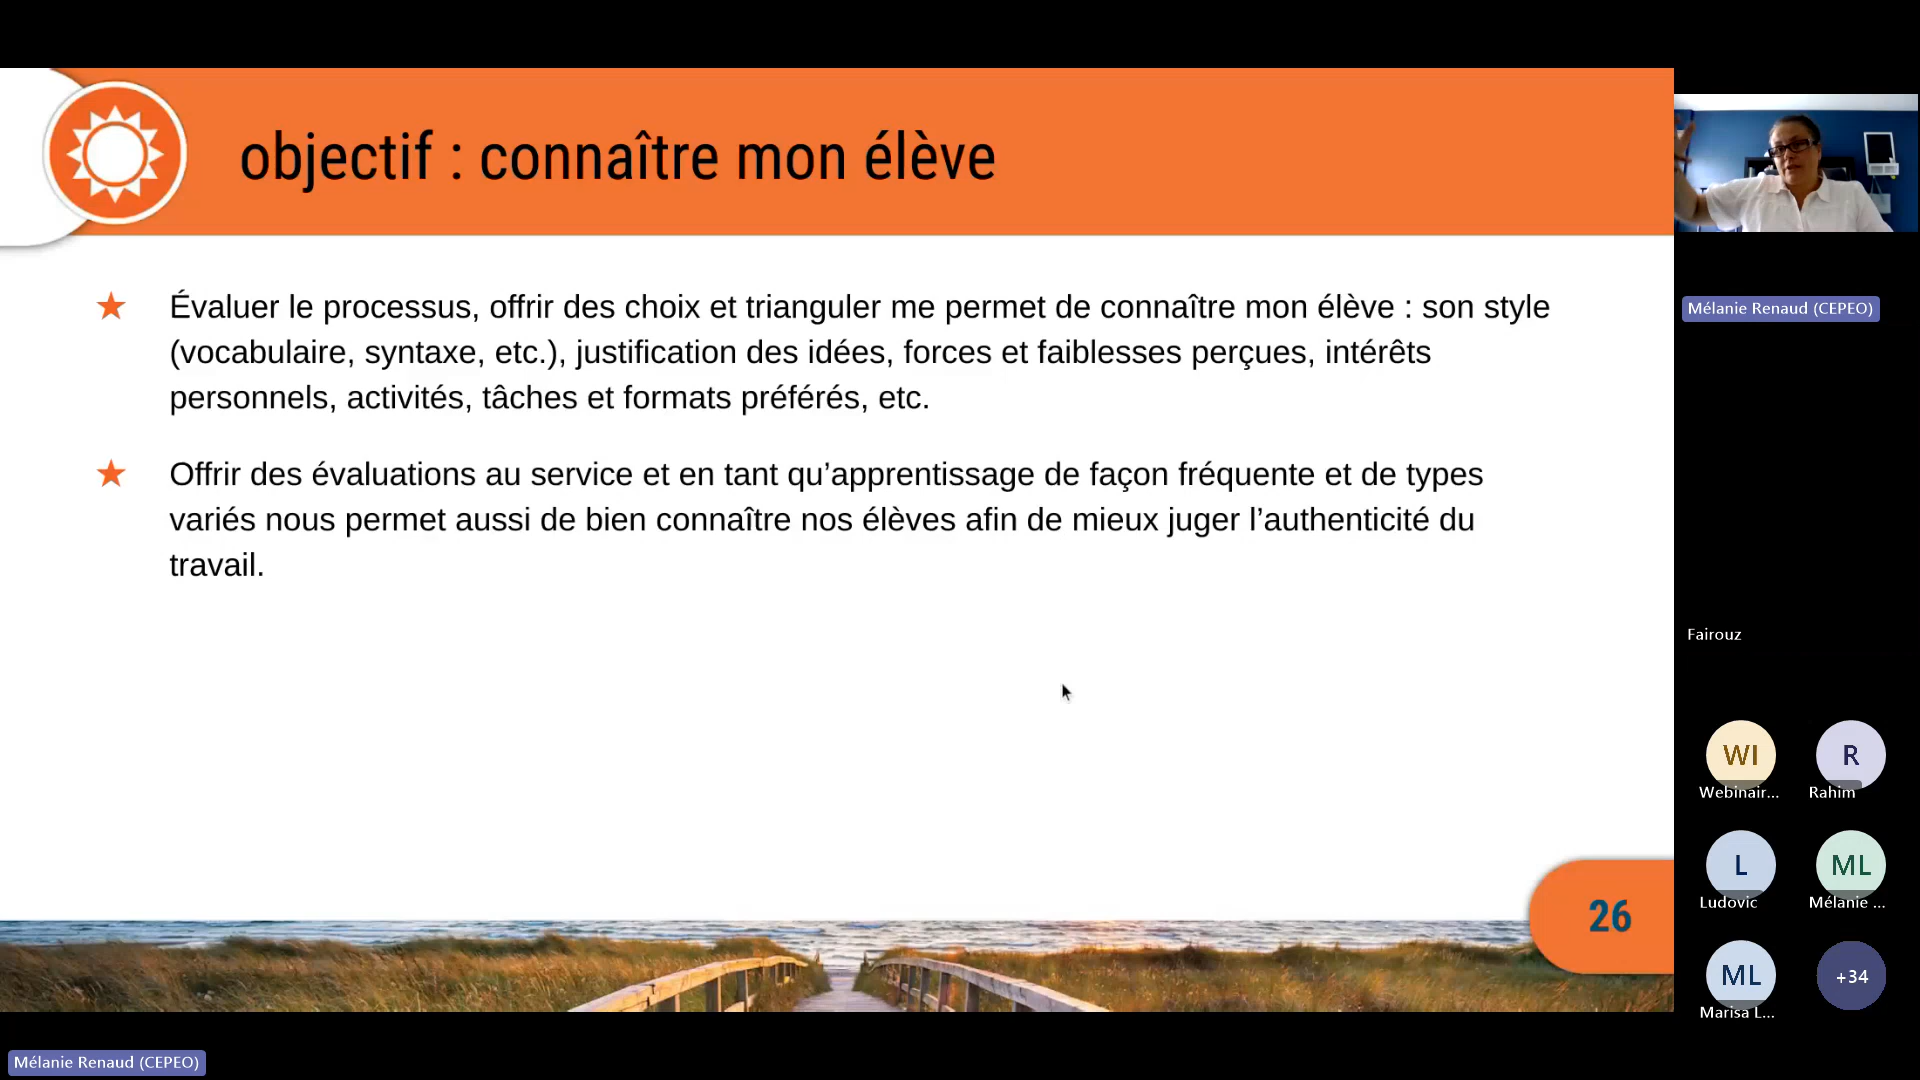 objectif : connaître mon élève
Évaluer le processus, offrir des choix et trianguler me permet de connaître mon élève : son style
(vocabulaire, syntaxe, etc.), justification des idées, forces et faiblesses perçues, intérêts
personnels, activités, tâches et formats préférés, etc.
Offrir des évaluations au service et en tant qu’apprentissage de façon fréquente et de types
variés nous permet aussi de bien connaître nos élèves afin de mieux juger l’authenticité du
travail.
26
Mélanie Renaud (CEPEO)
Fairouz
WI
Webinair...
R
Rahim
L
Ludovic
ML
Mélanie ...
ML
Marisa L...
+34
Mélanie Renaud (CEPEO)